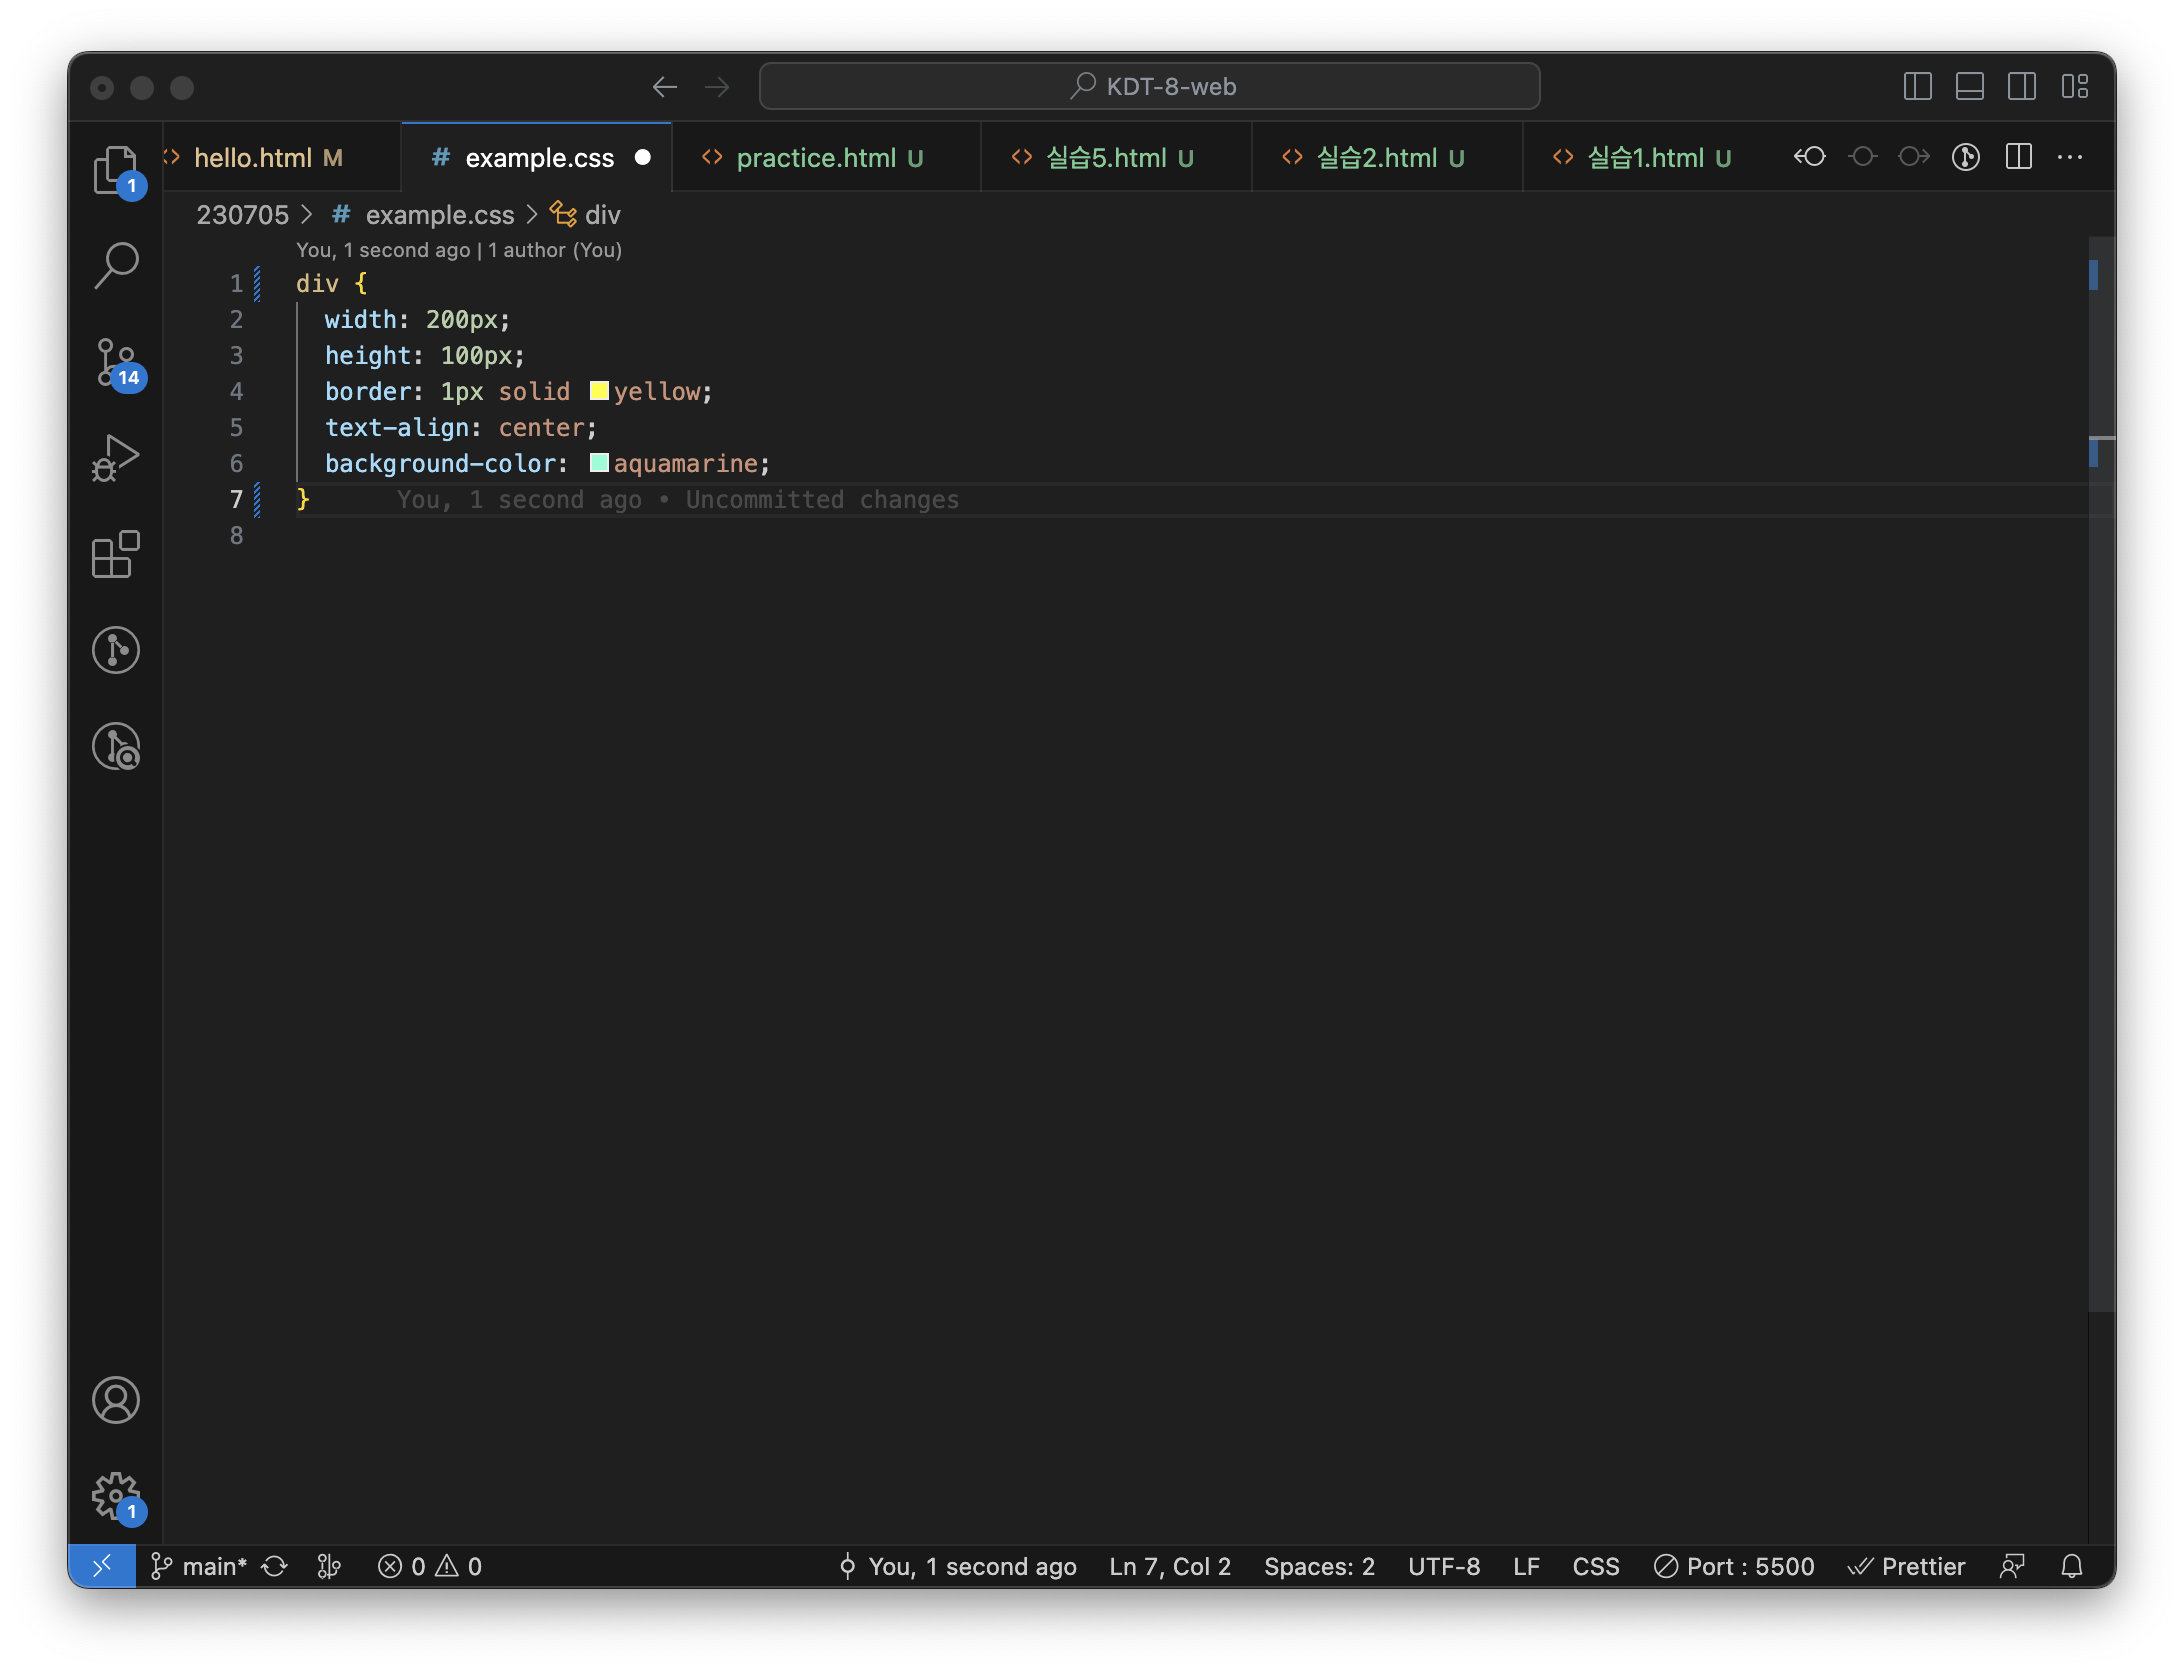 KDT-8-web
hello.html M
# example.css
practice.html U
실습5.html U
실습2.html U
실습1.html U
1
14
230705 > # example.css > div
You, 1 second ago | 1 author (You)
1 div {
2 width: 200px;
3 height: 100px;
4 border: 1px solid yellow;
5 text-align: center;
6 background-color: aquamarine;
7 } You, 1 second ago • Uncommitted changes
8
1
main* 0 0 You, 1 second ago Ln 7, Col 2 Spaces: 2 UTF-8 LF CSS Port : 5500 Prettier